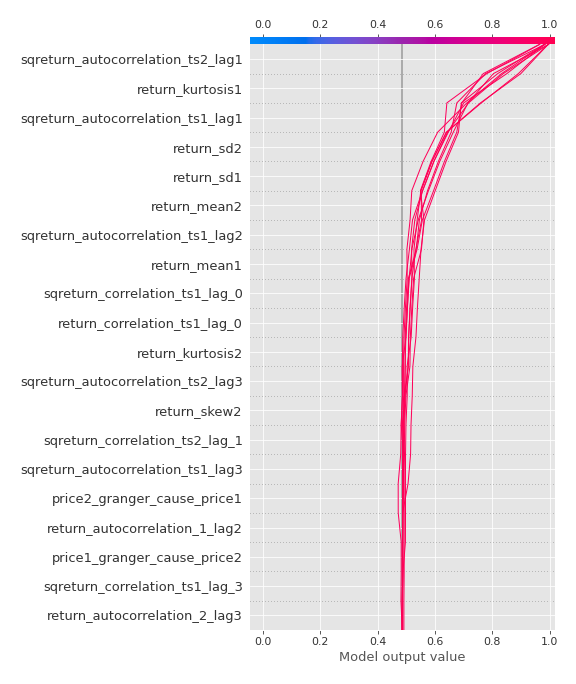 0.0 0.2 0.4 0.6 0.8 1.0
sqreturn_autocorrelation_ts2_lag1
return_kurtosis1
sqreturn_autocorrelation_ts1_lag1
return_sd2
return_sd1
return_mean2
sqreturn_autocorrelation_ts1_lag2
return_mean1
sqreturn_correlation_ts1_lag_0
return_correlation_ts1_lag_0
return_kurtosis2
sqreturn_autocorrelation_ts2_lag3
return_skew2
sqreturn_correlation_ts2_lag_1
sqreturn_autocorrelation_ts1_lag3
price2_granger_cause_price1
return_autocorrelation_1_lag2
price1_granger_cause_price2
sqreturn_correlation_ts1_lag_3
return_autocorrelation_2_lag3
0.0 0.2 0.4 0.6 0.8 1.0
Model output value